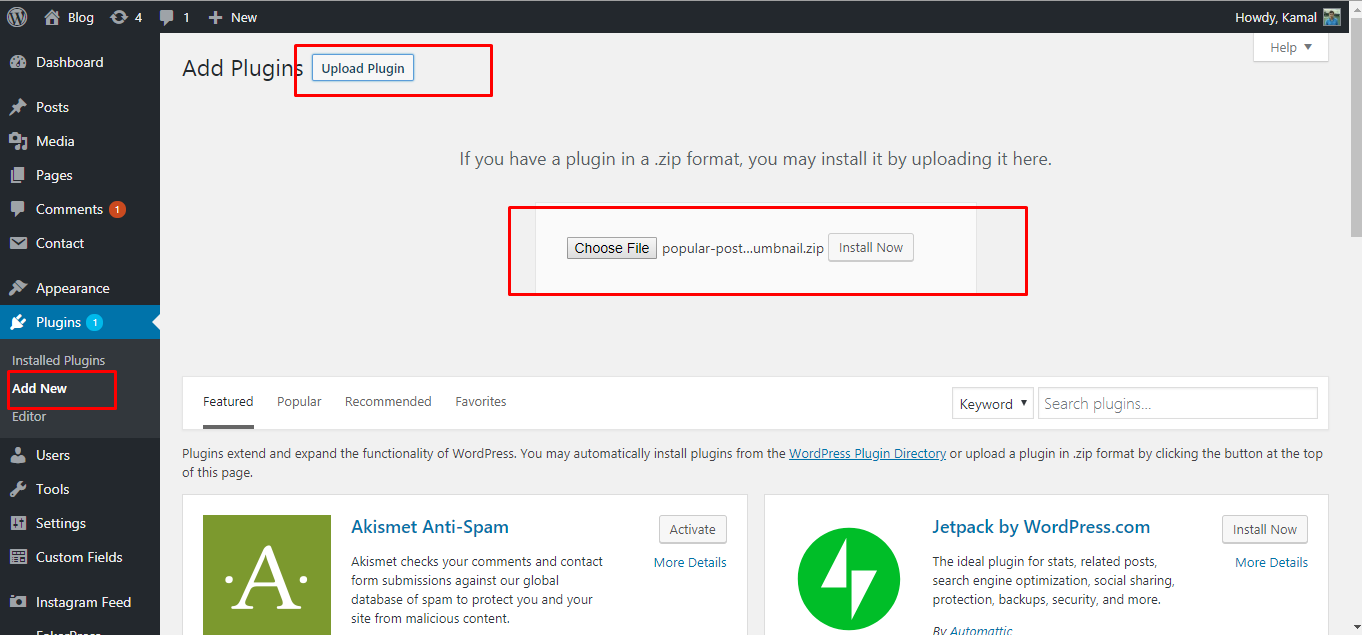 Blog 4 1 New Howdy, Kamal
Dashboard
Posts
Media
Pages
Comments 1
Contact
Appearance
Plugins 1
Installed Plugins
Add New
Editor
Users
Tools
Settings
Custom Fields
Instagram Feed
FakerPress
Help ▼
Add Plugins Upload Plugin
If you have a plugin in a .zip format, you may install it by uploading it here.
Choose File popular-post...umbnail.zip Install Now
Featured Popular Recommended Favorites Keyword ▼ Search plugins...
Plugins extend and expand the functionality of WordPress. You may automatically install plugins from the WordPress Plugin Directory or upload a plugin in .zip format by clicking the button at the top
of this page.
·A·
Akismet Anti-Spam
Activate
More Details
Akismet checks your comments and contact
form submissions against our global
database of spam to protect you and your
site from malicious content.
Jetpack by WordPress.com
Install Now
More Details
The ideal plugin for stats, related posts,
search engine optimization, social sharing,
protection, backups, security, and more.
By Automattic